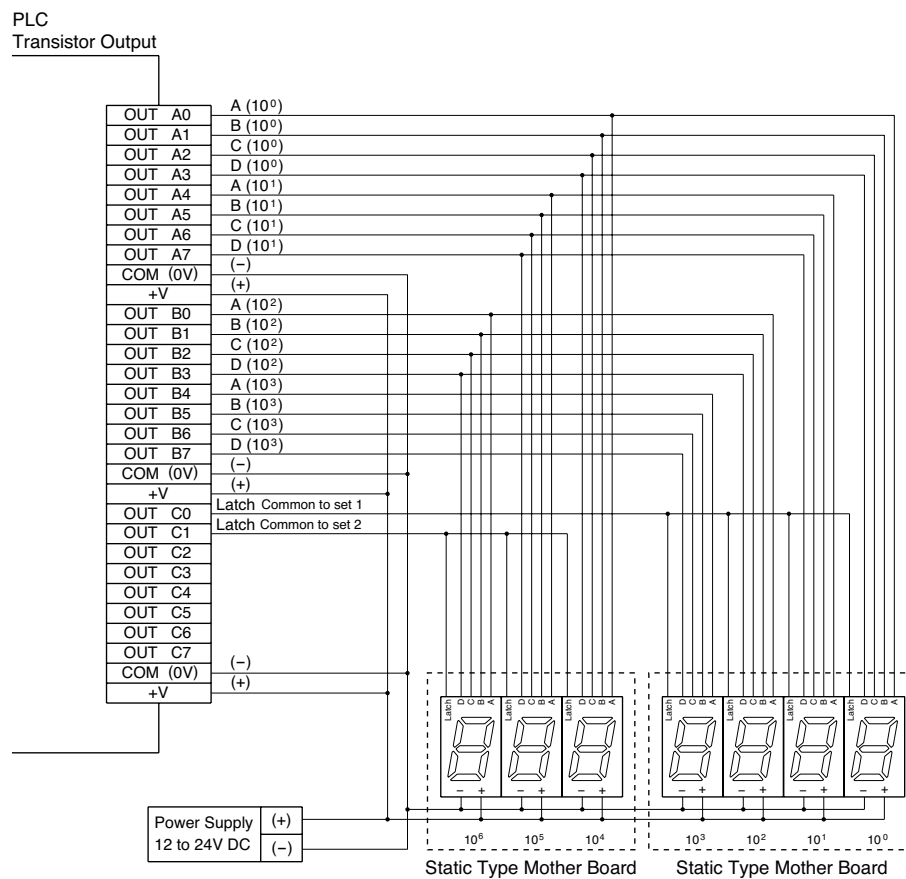 PLC
Transistor Output
OUT A0 A (10⁰)
OUT A1 B (10⁰)
OUT A2 C (10⁰)
OUT A3 D (10⁰)
OUT A4 A (10¹)
OUT A5 B (10¹)
OUT A6 C (10¹)
OUT A7 D (10¹)
COM (0V) (−)
+V (+)
OUT B0 A (10²)
OUT B1 B (10²)
OUT B2 C (10²)
OUT B3 D (10²)
OUT B4 A (10³)
OUT B5 B (10³)
OUT B6 C (10³)
OUT B7 D (10³)
COM (0V) (−)
+V (+)
OUT C0 Latch Common to set 1
OUT C1 Latch Common to set 2
OUT C2
OUT C3
OUT C4
OUT C5
OUT C6
OUT C7
COM (0V) (−)
+V (+)
Latch D C B A Latch D C B A Latch D C B A Latch D C B A Latch D C B A Latch D C B A Latch D C B A
− + − + − + − + − + − + − +
Power Supply (+)
12 to 24V DC (−)
10⁶ 10⁵ 10⁴ 10³ 10² 10¹ 10⁰
Static Type Mother Board Static Type Mother Board